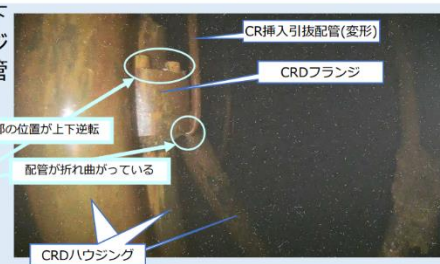 ジ
管
CR挿入引抜配管(変形)
CRDフランジ
部の位置が上下逆転
配管が折れ曲がっている
CRDハウジング